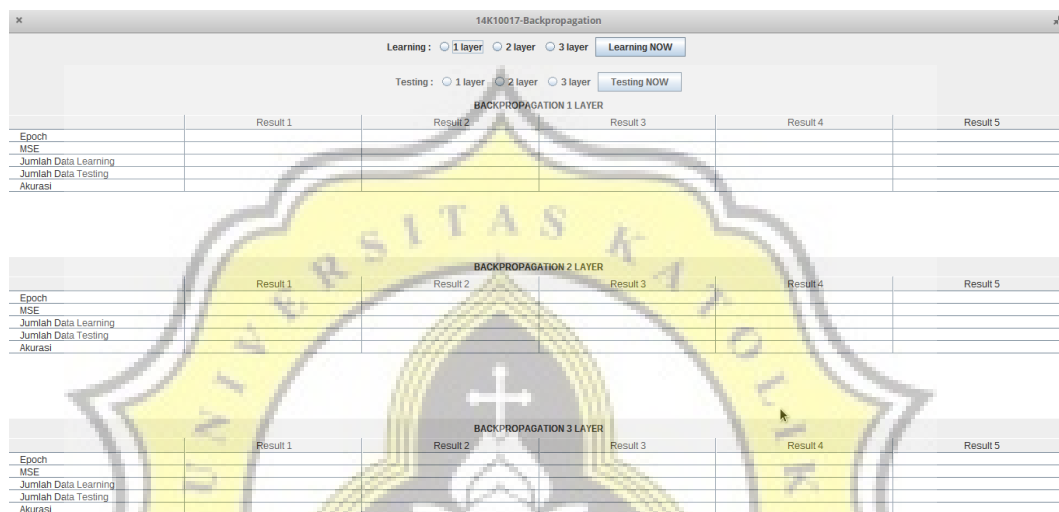 14K10017-Backpropagation
Learning : 1 layer 2 layer 3 layer Learning NOW
Testing : 1 layer 2 layer 3 layer Testing NOW
BACKPROPAGATION 1 LAYER
Result 1 Result 2 Result 3 Result 4 Result 5
Epoch
MSE
Jumlah Data Learning
Jumlah Data Testing
Akurasi
BACKPROPAGATION 2 LAYER
Result 1 Result 2 Result 3 Result 4 Result 5
Epoch
MSE
Jumlah Data Learning
Jumlah Data Testing
Akurasi
BACKPROPAGATION 3 LAYER
Result 1 Result 2 Result 3 Result 4 Result 5
Epoch
MSE
Jumlah Data Learning
Jumlah Data Testing
Akurasi
UNIVERSITAS KATOLIK